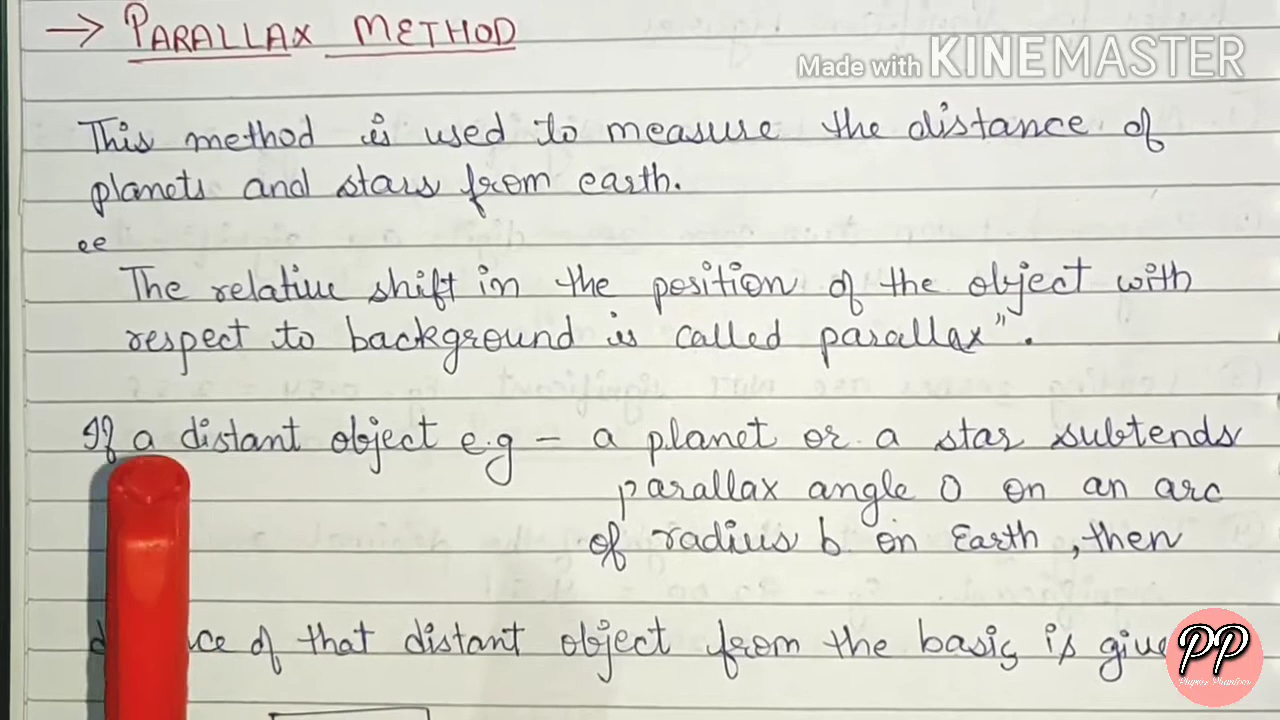 → PARALLAX METHOD
Made with KINEMASTER
This method is used to measure the distance of
planets and stars from earth.
"
The relative shift in the position of the object with
respect to background is called parallax".
If a distant object e.g - a planet or a star subtends
parallax angle θ on an arc
of radius b on Earth, then
of that distant object from the basis is
PP
Physics Phantom